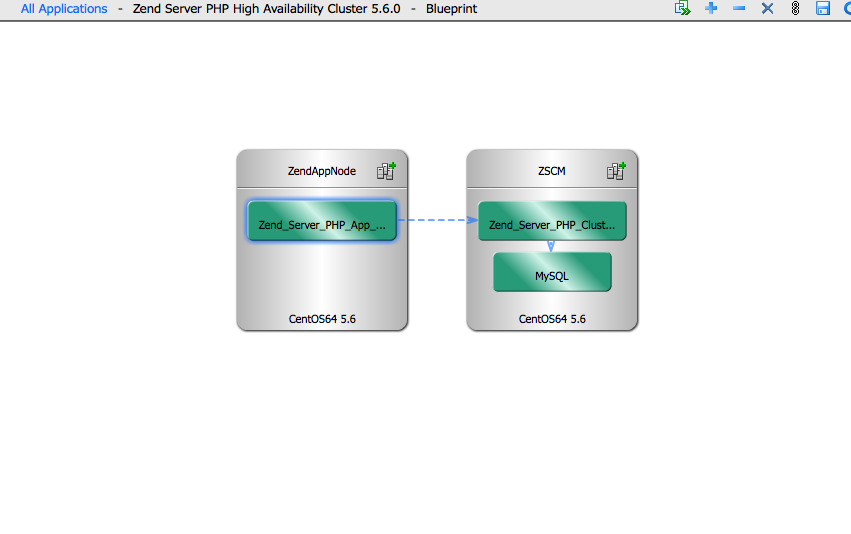 All Applications - Zend Server PHP High Availability Cluster 5.6.0 - Blueprint
ZendAppNode
Zend_Server_PHP_App_...
CentOS64 5.6
ZSCM
Zend_Server_PHP_Clust...
MySQL
CentOS64 5.6